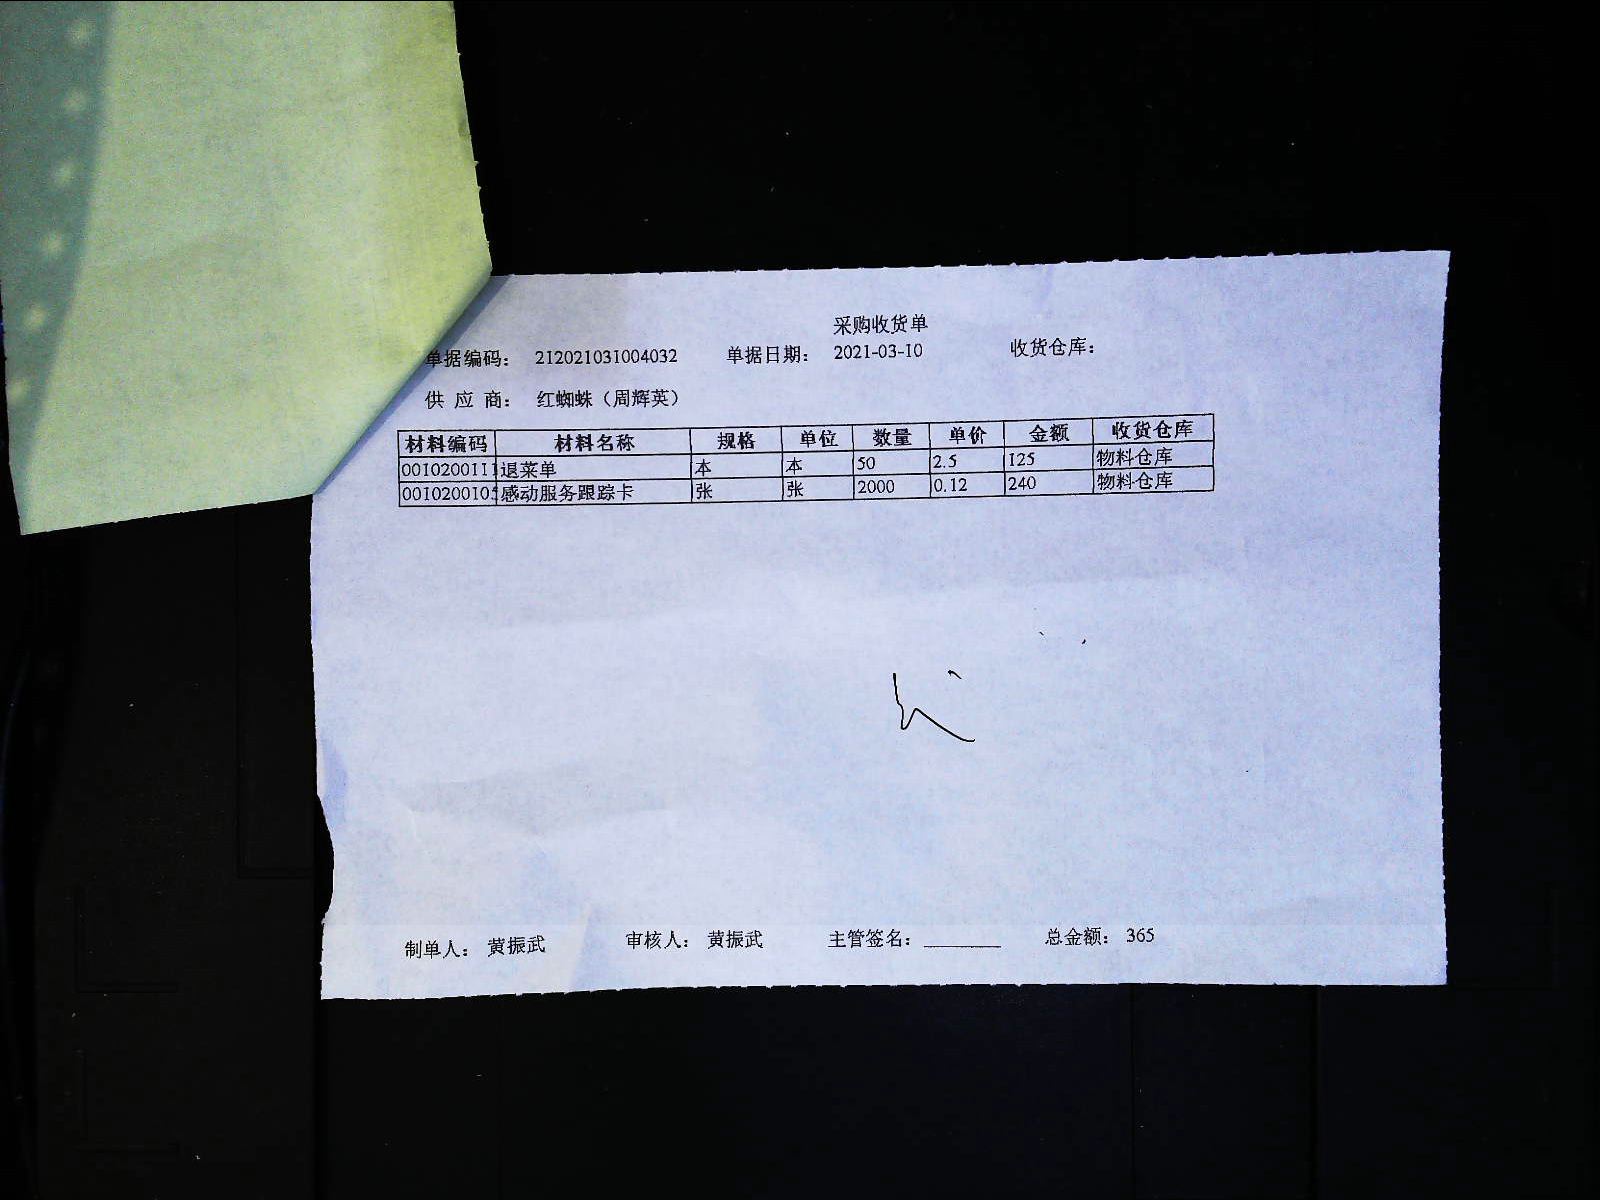 采购收货单
单据编码： 212021031004032 单据日期： 2021-03-10 收货仓库：
供 应 商： 红蜘蛛（周辉英）
材料编码 材料名称 规格 单位 数量 单价 金额 收货仓库
0010200111 退菜单 本 本 50 2.5 125 物料仓库
001020010 感动服务跟踪卡 张 张 2000 0.12 240 物料仓库
制单人： 黄振武 审核人： 黄振武 主管签名： 总金额： 365